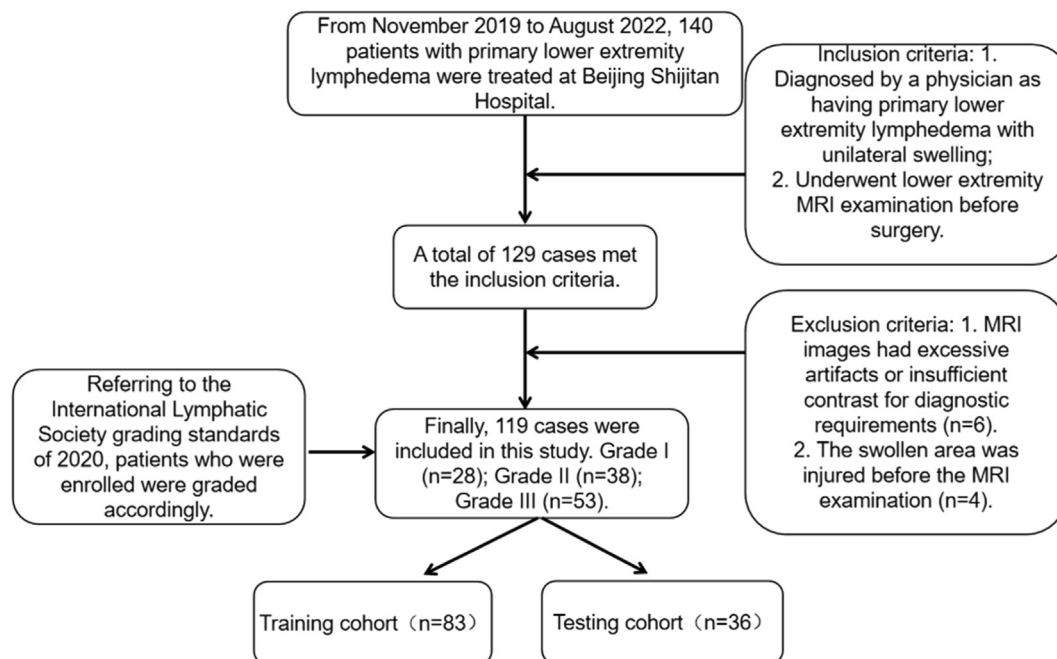 From November 2019 to August 2022, 140
patients with primary lower extremity
lymphedema were treated at Beijing Shijitan
Hospital.
Inclusion criteria: 1.
Diagnosed by a physician as
having primary lower
extremity lymphedema with
unilateral swelling;
2. Underwent lower extremity
MRI examination before
surgery.
A total of 129 cases met
the inclusion criteria.
Exclusion criteria: 1. MRI
images had excessive
artifacts or insufficient
contrast for diagnostic
requirements (n=6).
2. The swollen area was
injured before the MRI
examination (n=4).
Referring to the
International Lymphatic
Society grading standards
of 2020, patients who were
enrolled were graded
accordingly.
Finally, 119 cases were
included in this study. Grade I
(n=28); Grade II (n=38);
Grade III (n=53).
Training cohort（n=83）
Testing cohort（n=36）